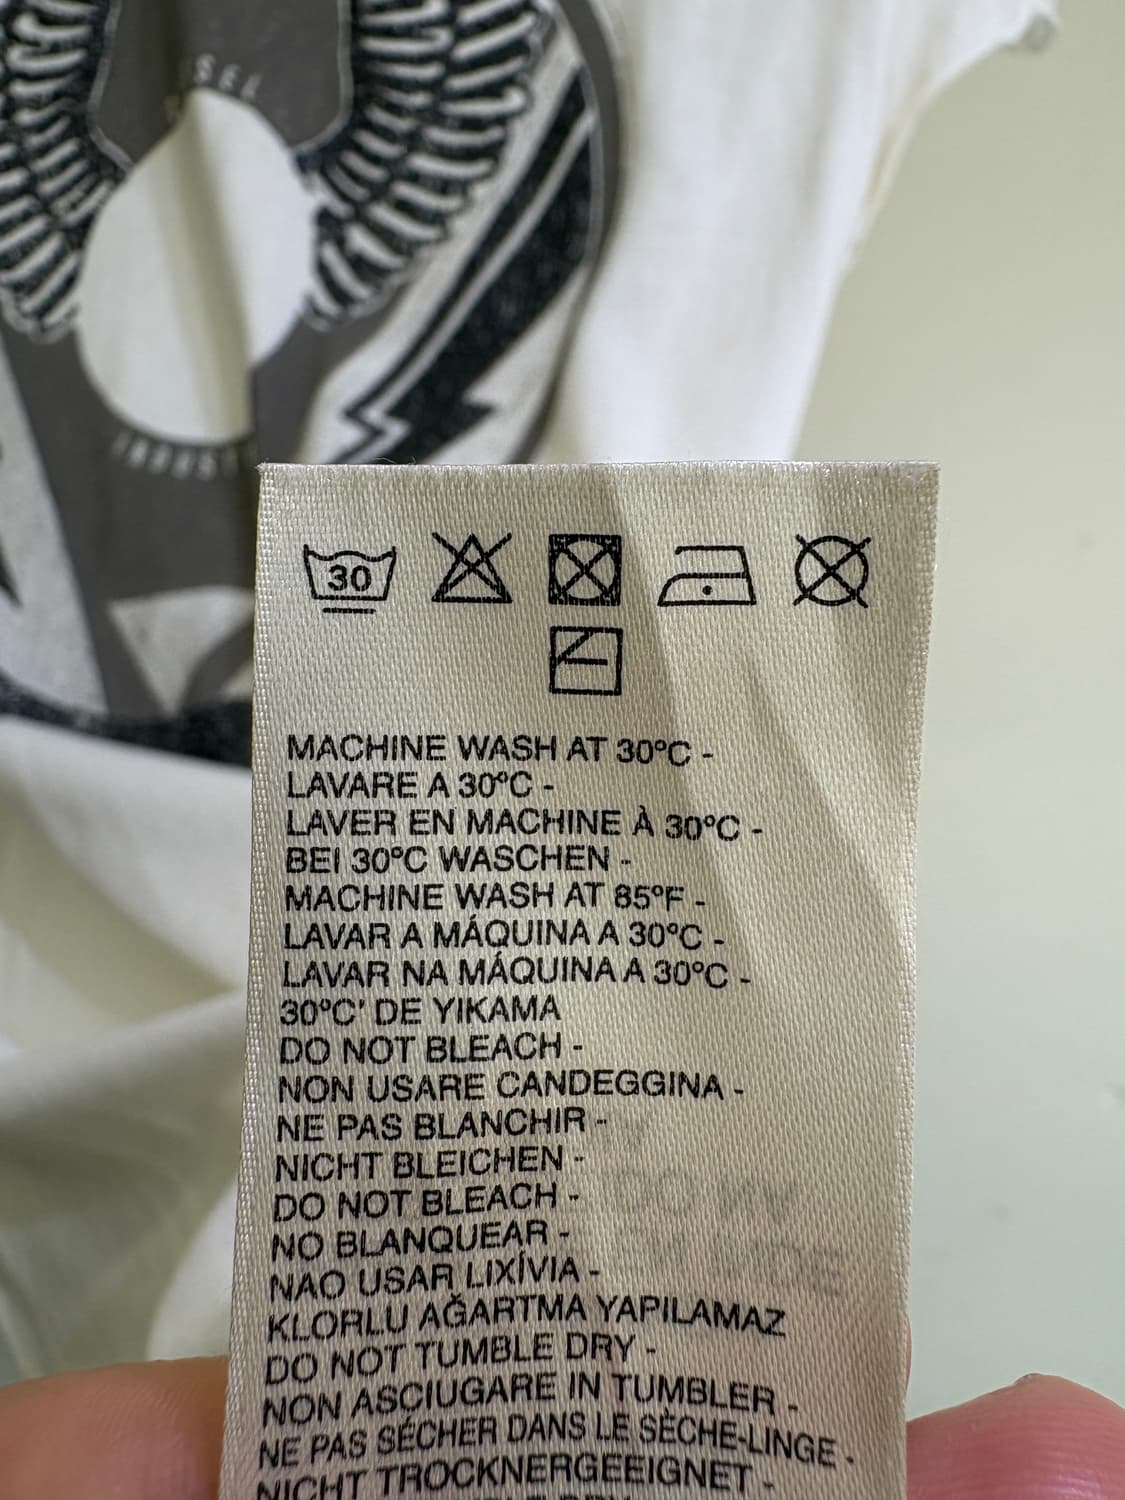 SEL
INDUST
30
MACHINE WASH AT 30°C -
LAVARE A 30°C -
LAVER EN MACHINE À 30°C -
BEI 30°C WASCHEN -
MACHINE WASH AT 85°F -
LAVAR A MÁQUINA A 30°C -
LAVAR NA MÁQUINA A 30°C -
30°C' DE YIKAMA
DO NOT BLEACH -
NON USARE CANDEGGINA -
NE PAS BLANCHIR -
NICHT BLEICHEN -
DO NOT BLEACH -
NO BLANQUEAR -
NAO USAR LIXÍVIA -
KLORLU AĞARTMA YAPILAMAZ
DO NOT TUMBLE DRY -
NON ASCIUGARE IN TUMBLER -
NE PAS SÉCHER DANS LE SÈCHE-LINGE -
NICHT TROCKNERGEEIGNET -